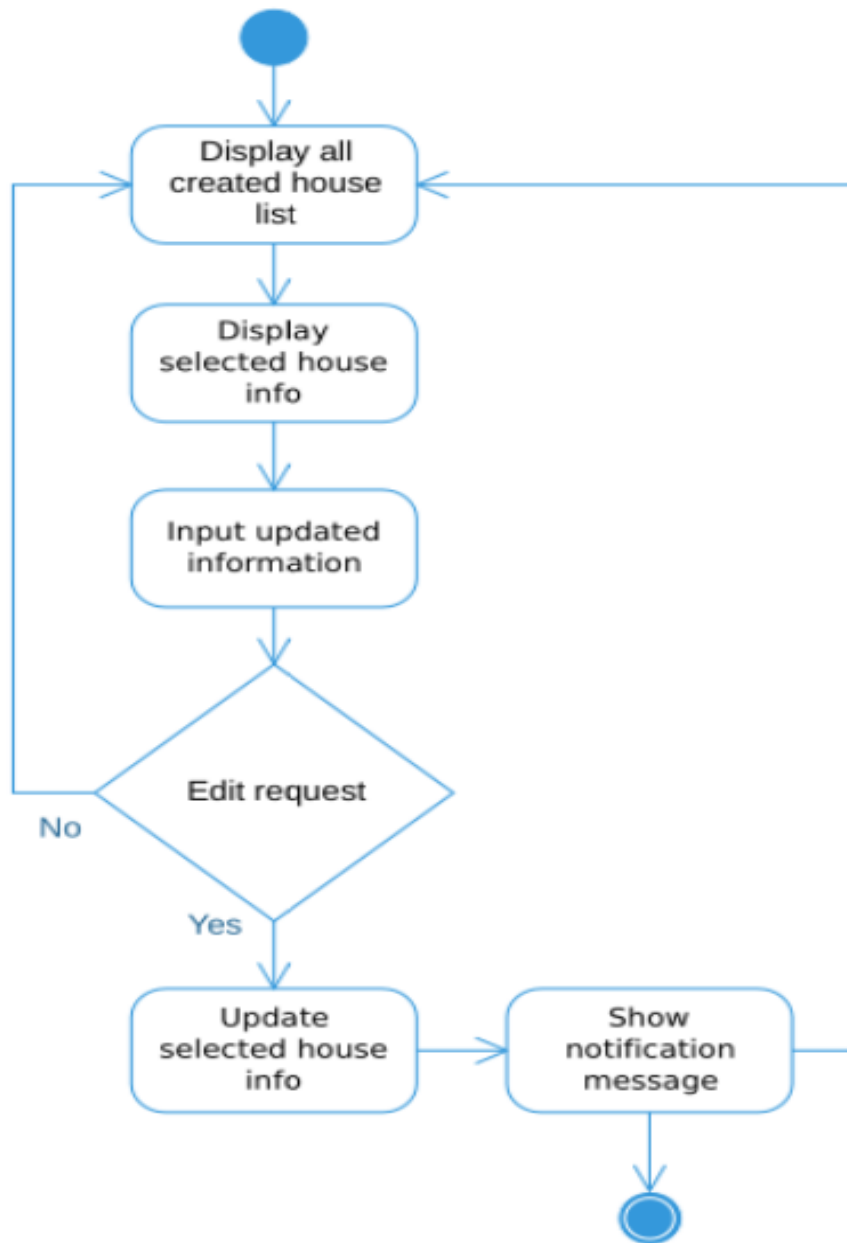 Display all
created house
list
Display
selected house
info
Input updated
information
Edit request
No
Yes
Update
selected house
info
Show
notification
message